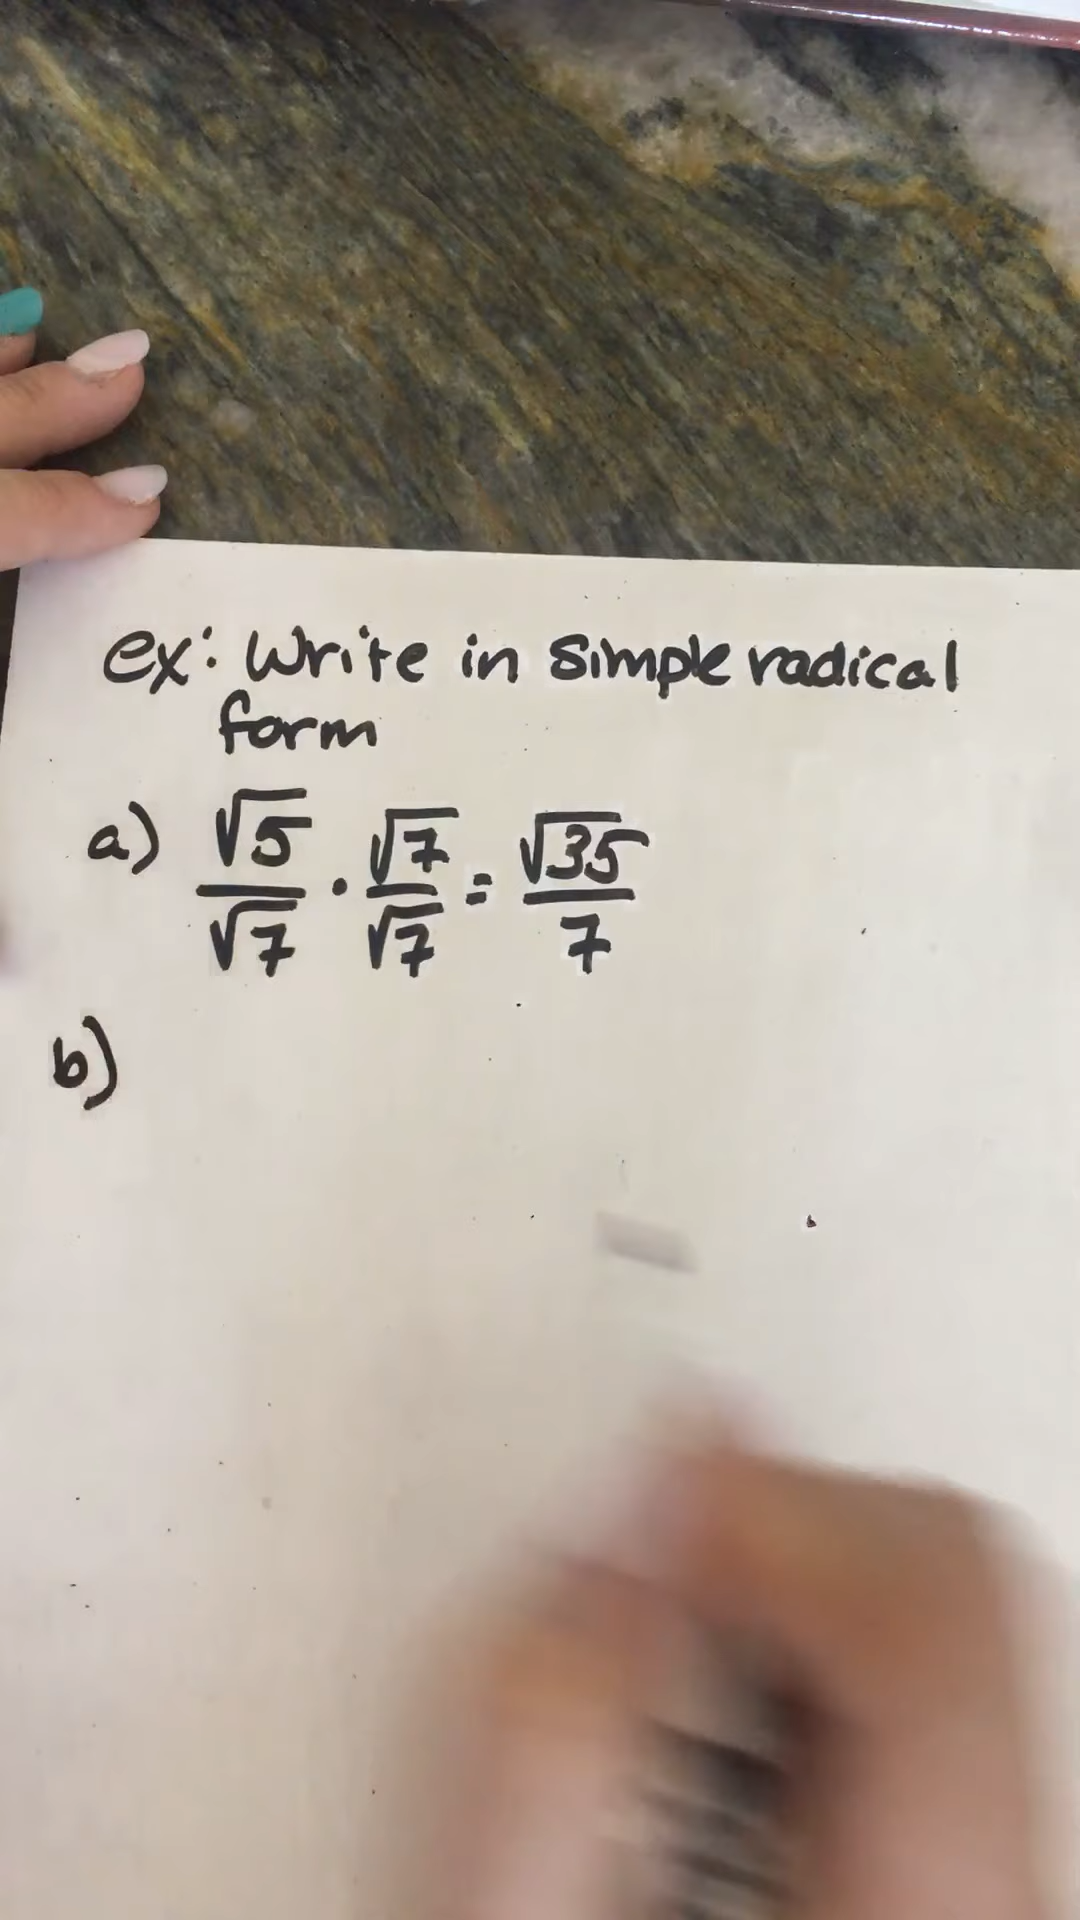 ex: Write in simple radical
form
a) √5/√7 · √7/√7 = √35/7
b)